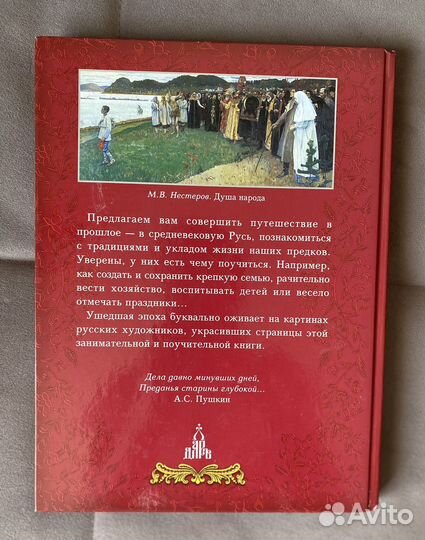 М.В. Нестеров. Душа народа
Предлагаем вам совершить путешествие в
прошлое — в средневековую Русь, познакомиться
с традициями и укладом жизни наших предков.
Уверены, у них есть чему поучиться. Например,
как создать и сохранить крепкую семью, рачительно
вести хозяйство, воспитывать детей или весело
отмечать праздники...
Ушедшая эпоха буквально оживает на картинах
русских художников, украсивших страницы этой
занимательной и поучительной книги.
Дела давно минувших дней,
Преданья старины глубокой...
А.С. Пушкин
ДАРЪ
Avito